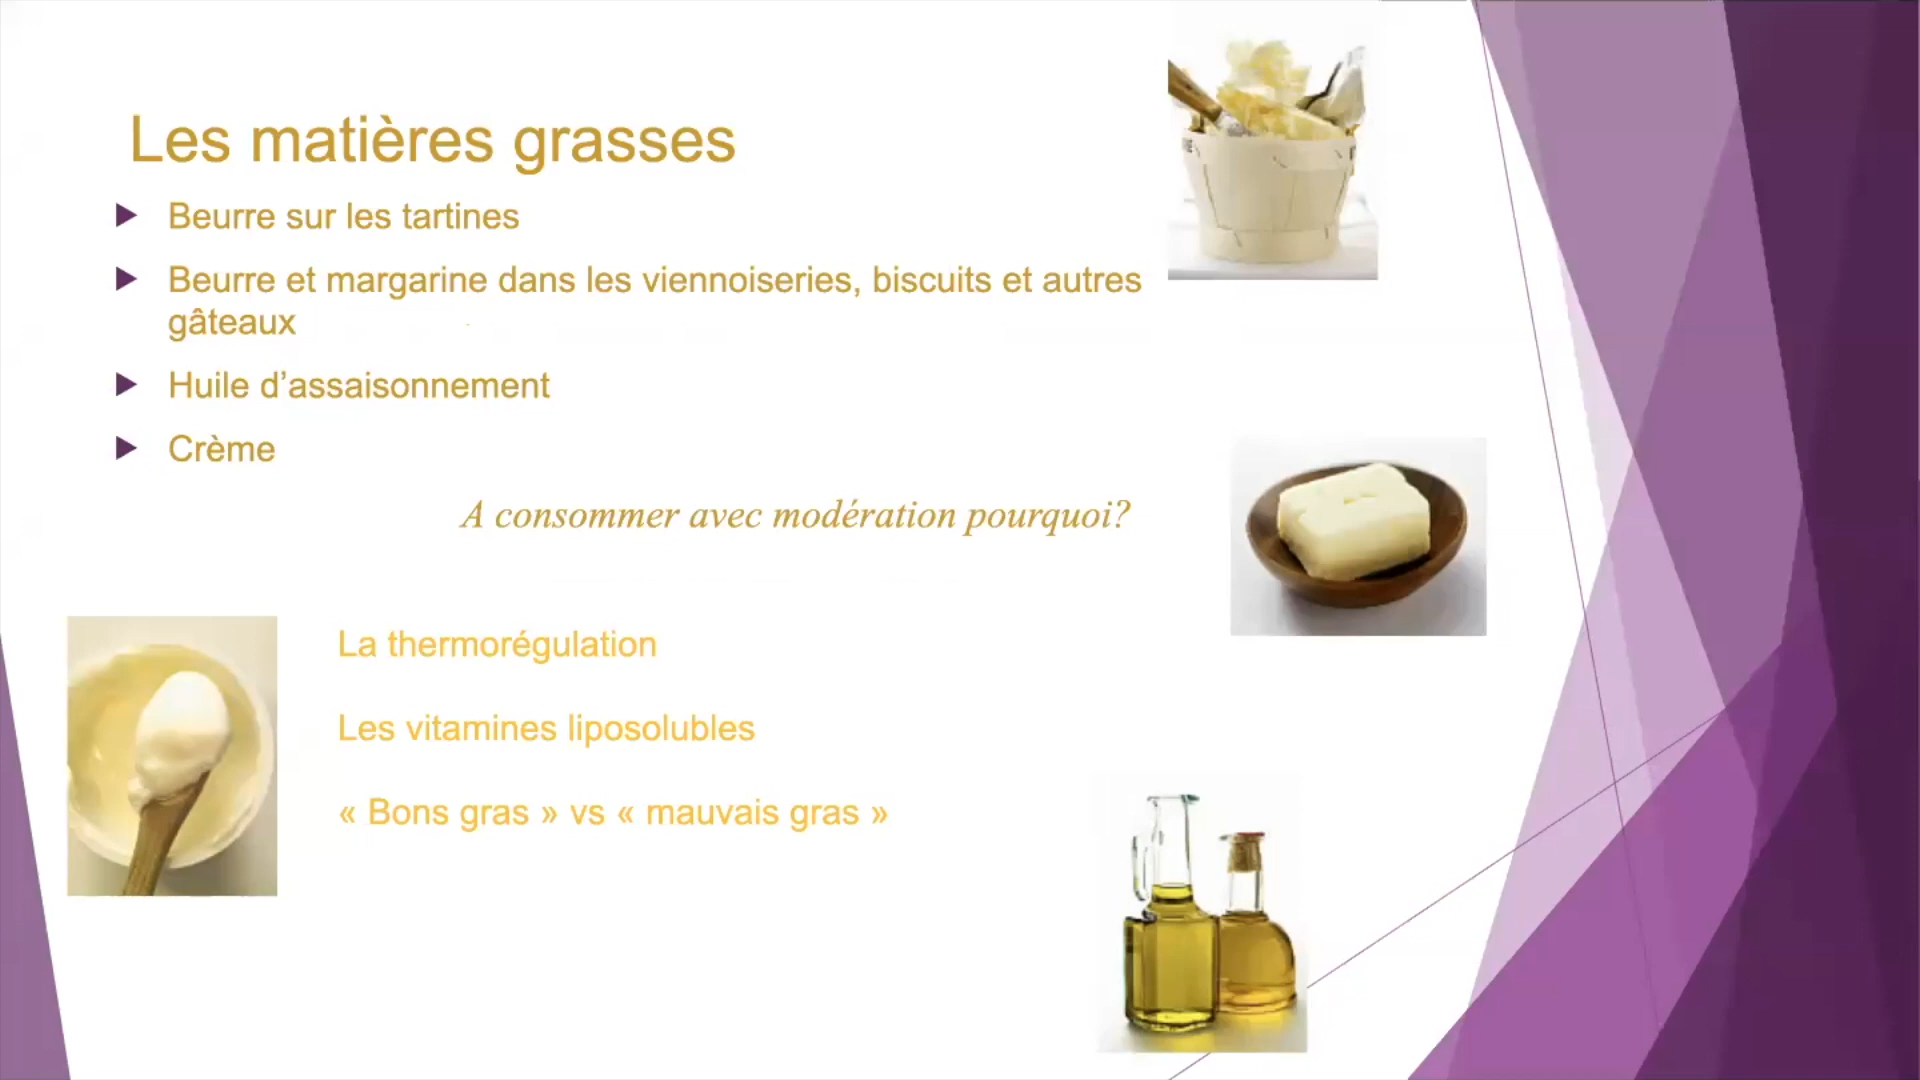 Les matières grasses
Beurre sur les tartines
Beurre et margarine dans les viennoiseries, biscuits et autres
gâteaux
Huile d’assaisonnement
Crème
A consommer avec modération pourquoi?
La thermorégulation
Les vitamines liposolubles
« Bons gras » vs « mauvais gras »